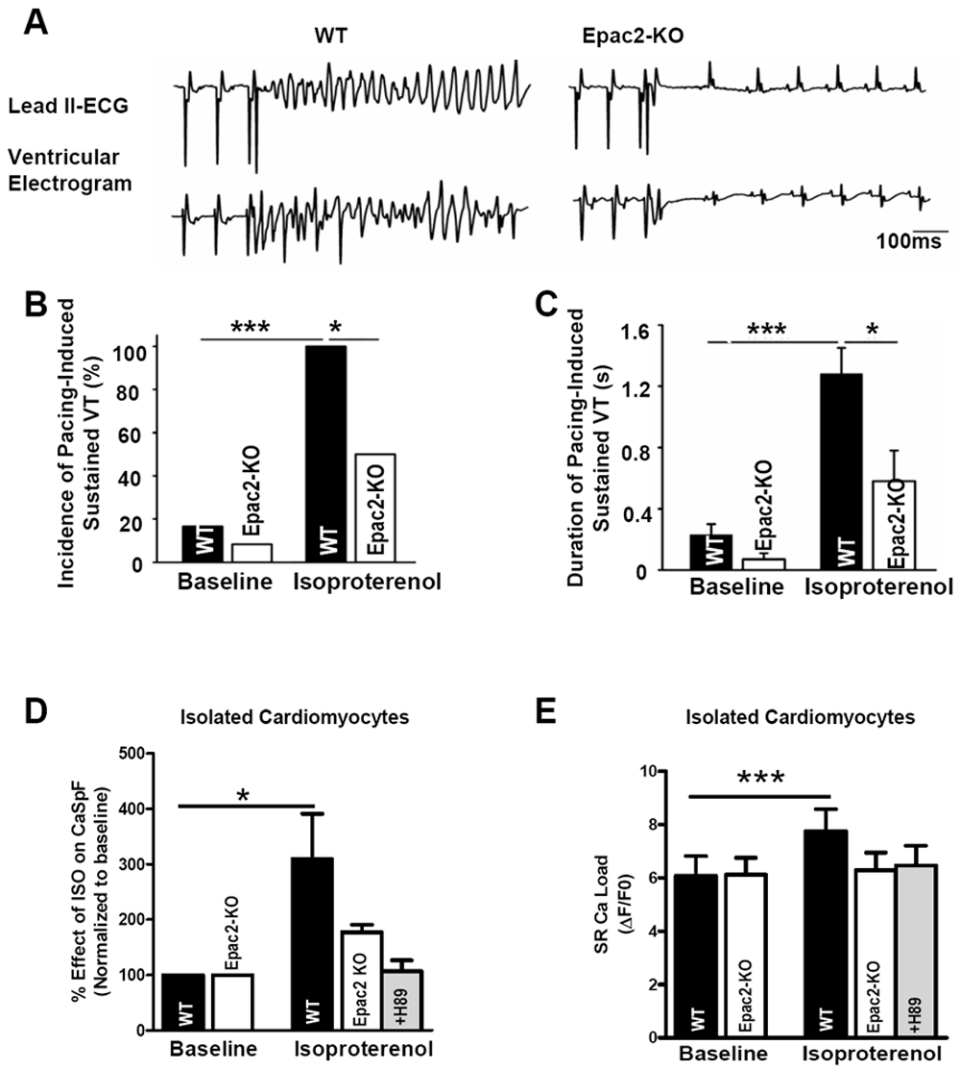 A
WT
Epac2-KO
Lead II-ECG
Ventricular
Electrogram
100ms
B
Incidence of Pacing-Induced
Sustained VT (%)
100
80
60
40
20
0
***
*
WT
Epac2-KO
WT
Epac2-KO
Baseline
Isoproterenol
C
Duration of Pacing-Induced
Sustained VT (s)
1.6
1.2
0.8
0.4
0
***
*
WT
Epac2-KO
WT
Epac2-KO
Baseline
Isoproterenol
D
Isolated Cardiomyocytes
% Effect of ISO on CaSpF
(Normalized to baseline)
500
400
300
200
100
0
*
WT
Epac2-KO
WT
Epac2 KO
+H89
Baseline
Isoproterenol
E
Isolated Cardiomyocytes
SR Ca Load
(ΔF/F0)
10
8
6
4
2
0
***
WT
Epac2-KO
WT
Epac2-KO
+H89
Baseline
Isoproterenol